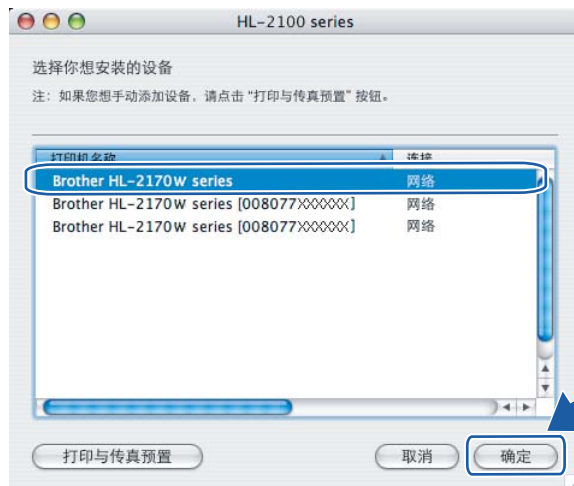 HL-2100 series
选择你想安装的设备
注：如果您想手动添加设备，请点击“打印与传真预置”按钮。
打印机名称 连接
Brother HL-2170W series 网络
Brother HL-2170W series [008077XXXXXX] 网络
Brother HL-2170W series [008077XXXXXX] 网络
打印与传真预置 取消 确定